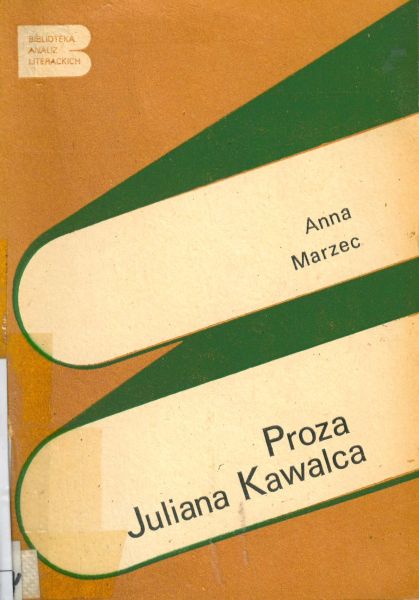 BIBLIOTEKA
ANALIZ
LITERACKICH
Anna
Marzec
Proza
Juliana Kawalca